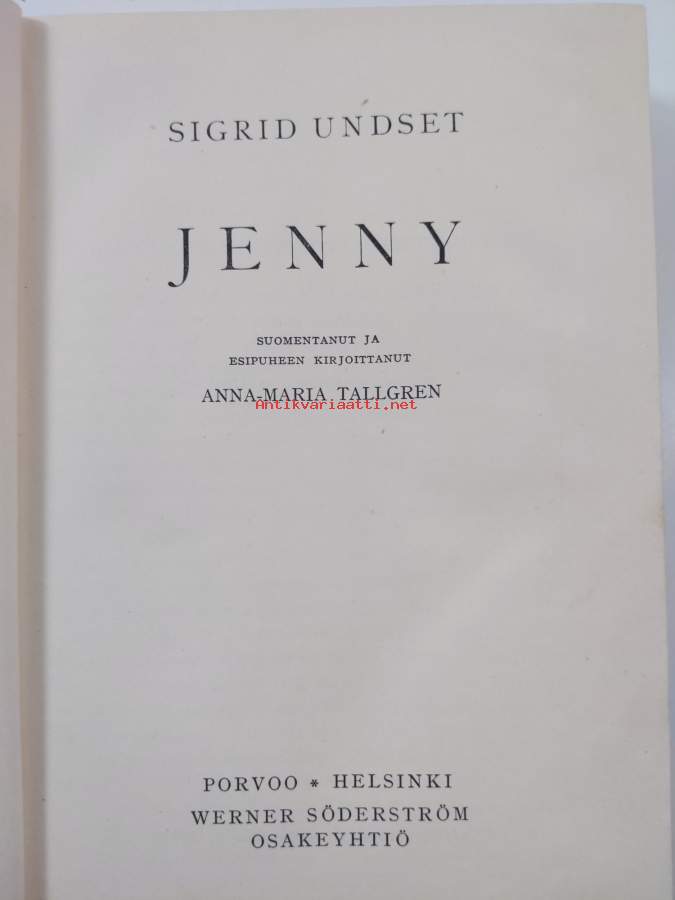 SIGRID UNDSET
JENNY
SUOMENTANUT JA
ESIPUHEEN KIRJOITTANUT
ANNA-MARIA TALLGREN
Antikvariaatti.net
PORVOO * HELSINKI
WERNER SÖDERSTRÖM
OSAKEYHTIÖ